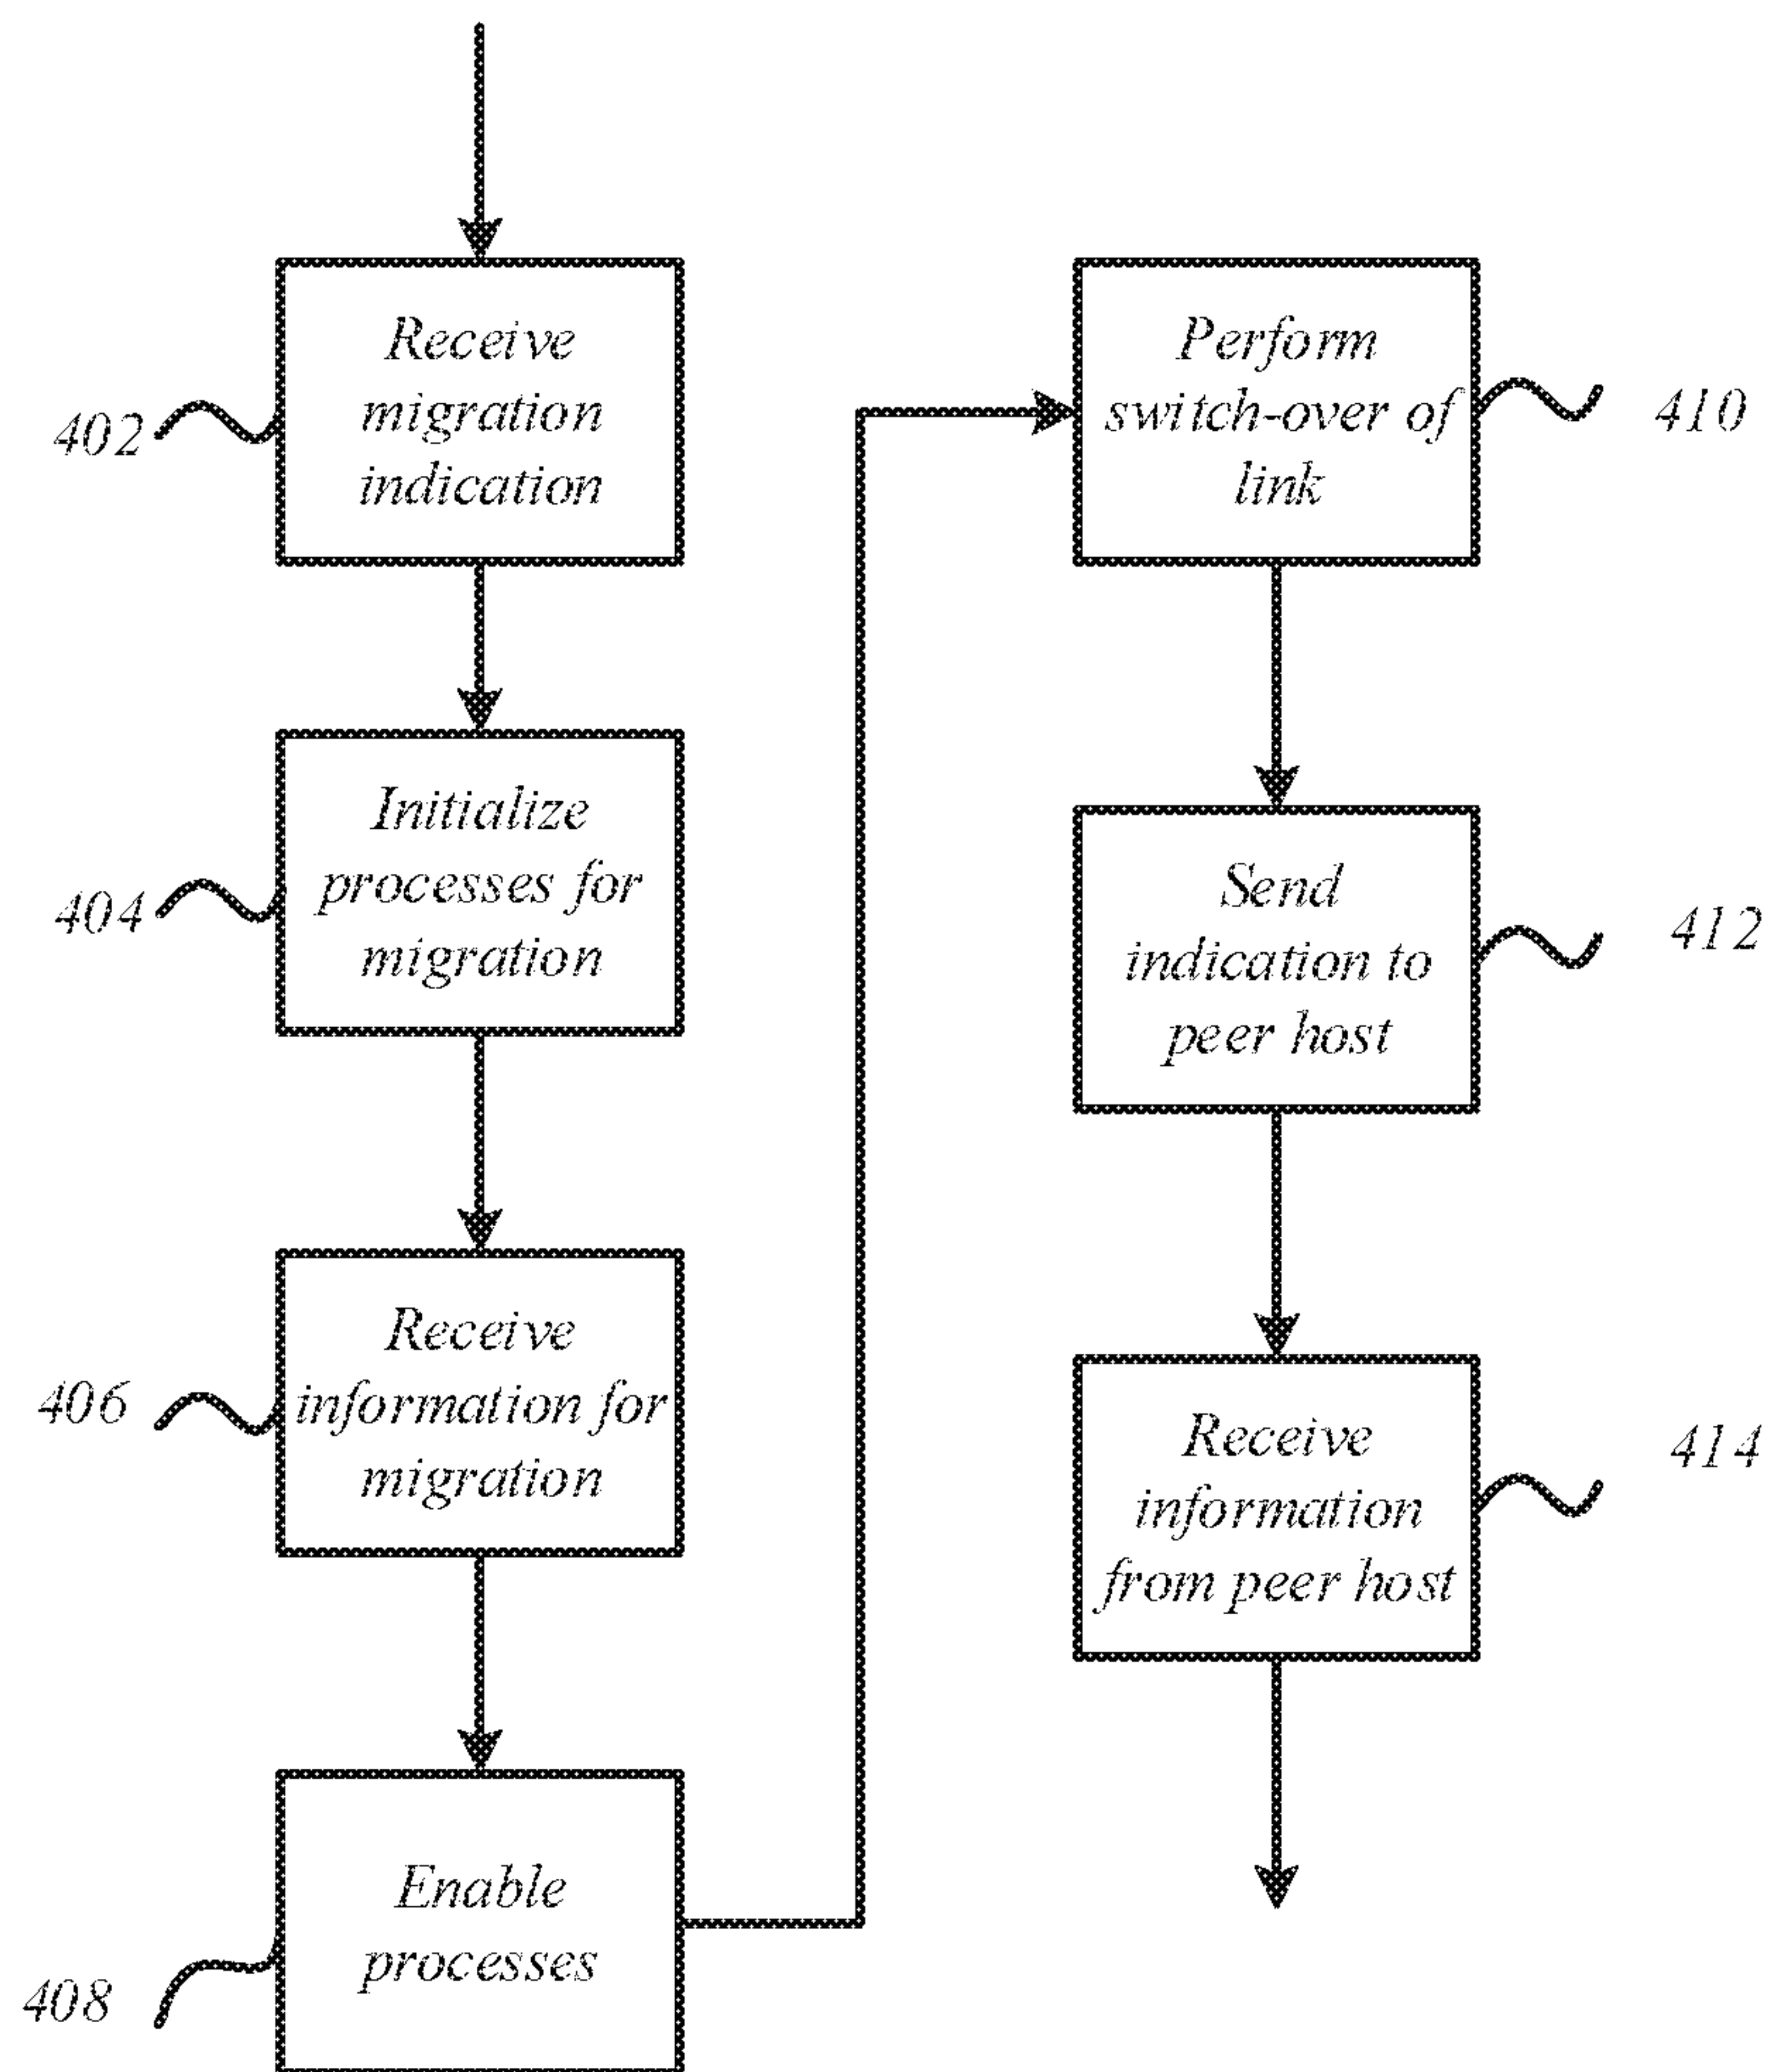 Receive
migration
indication
402
Initialize
processes for
migration
404
Receive
information for
migration
406
Enable
processes
408
Perform
switch-over of
link
410
Send
indication to
peer host
412
Receive
information
from peer host
414